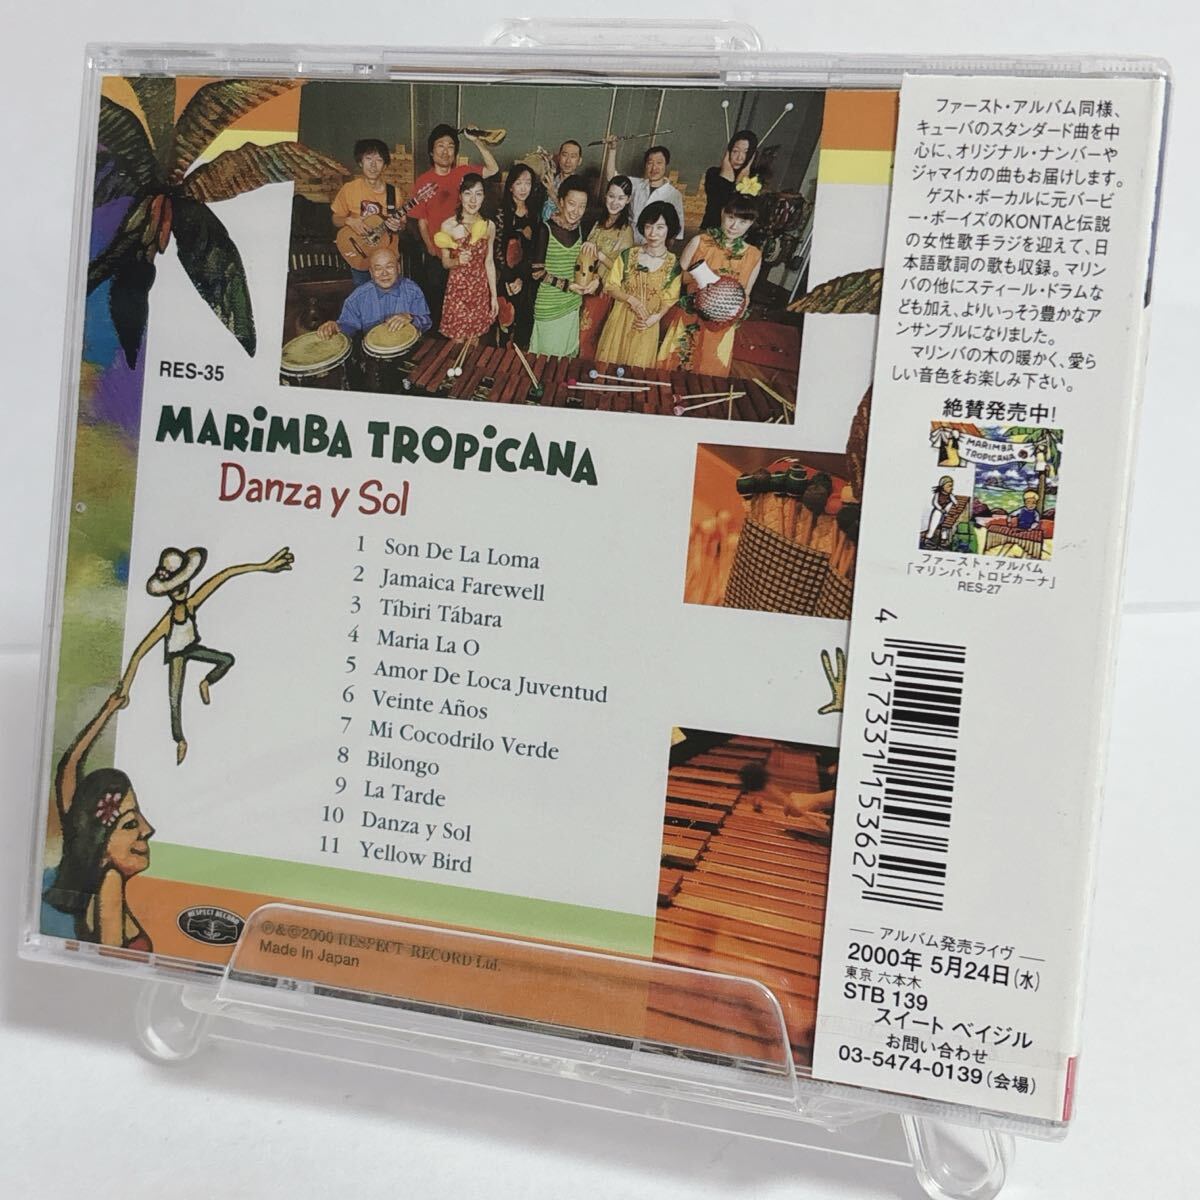 RES-35
MARiMBA TROPiCANA
Danza y Sol
1 Son De La Loma
2 Jamaica Farewell
3 Tíbiri Tábara
4 Maria La O
5 Amor De Loca Juventud
6 Veinte Años
7 Mi Cocodrilo Verde
8 Bilongo
9 La Tarde
10 Danza y Sol
11 Yellow Bird
RESPECT RECORD
℗&©2000 RESPECT RECORD Ltd.
Made In Japan
ファースト・アルバム同様、
キューバのスタンダード曲を中
心に、オリジナル・ナンバーや
ジャマイカの曲もお届けします。
ゲスト・ボーカルに元バービ
ー・ボーイズのKONTAと伝説
の女性歌手ラジを迎えて、日
本語歌詞の歌も収録。マリン
バの他にスティール・ドラムな
ども加え、よりいっそう豊かなア
ンサンブルになりました。
マリンバの木の暖かく、愛ら
しい音色をお楽しみ下さい。
絶賛発売中!
MARiMBA
TROPiCANA
ファースト・アルバム
「マリンバ・トロピカーナ」
RES-27
4 517331 153627
― アルバム発売ライヴ ―
2000年 5月24日(水)
東京 六本木
STB 139
スイート ベイジル
お問い合わせ
03-5474-0139(会場)